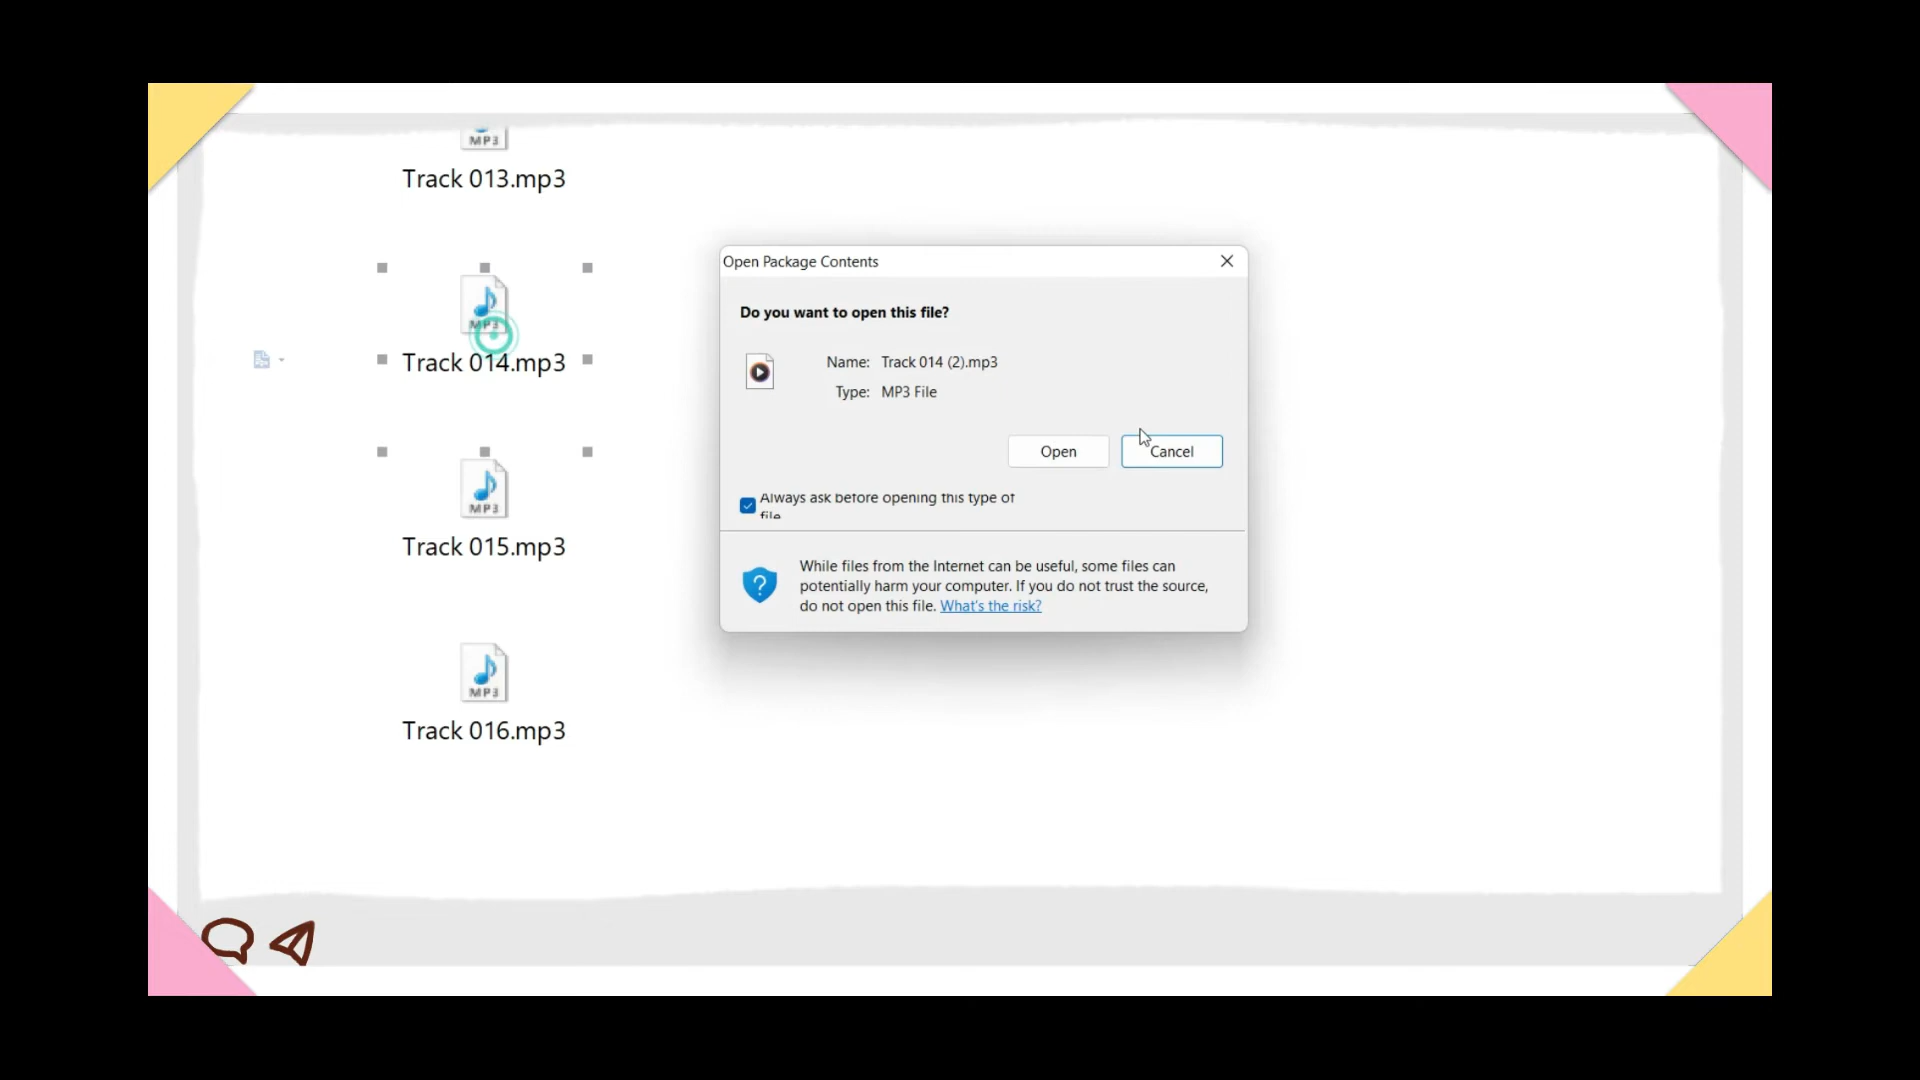 MP3
Track 013.mp3
MP3
Track 014.mp3
MP3
Track 015.mp3
MP3
Track 016.mp3
Open Package Contents
Do you want to open this file?
Name: Track 014 (2).mp3
Type: MP3 File
Open Cancel
Always ask before opening this type of
file
While files from the Internet can be useful, some files can
potentially harm your computer. If you do not trust the source,
do not open this file. What's the risk?